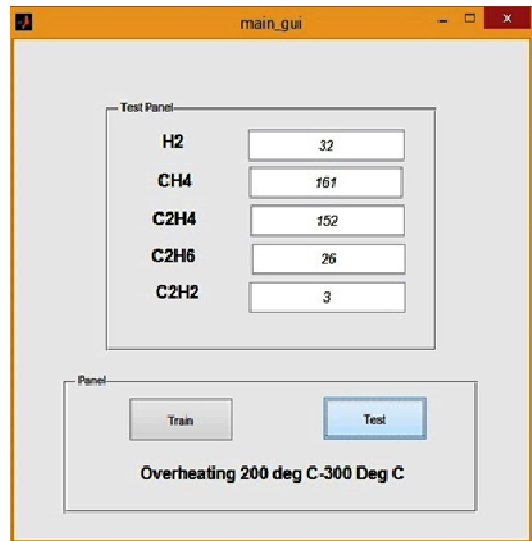 main_gui
Test Panel
H2 32
CH4 161
C2H4 152
C2H6 26
C2H2 3
Panel
Train Test
Overheating 200 deg C-300 Deg C